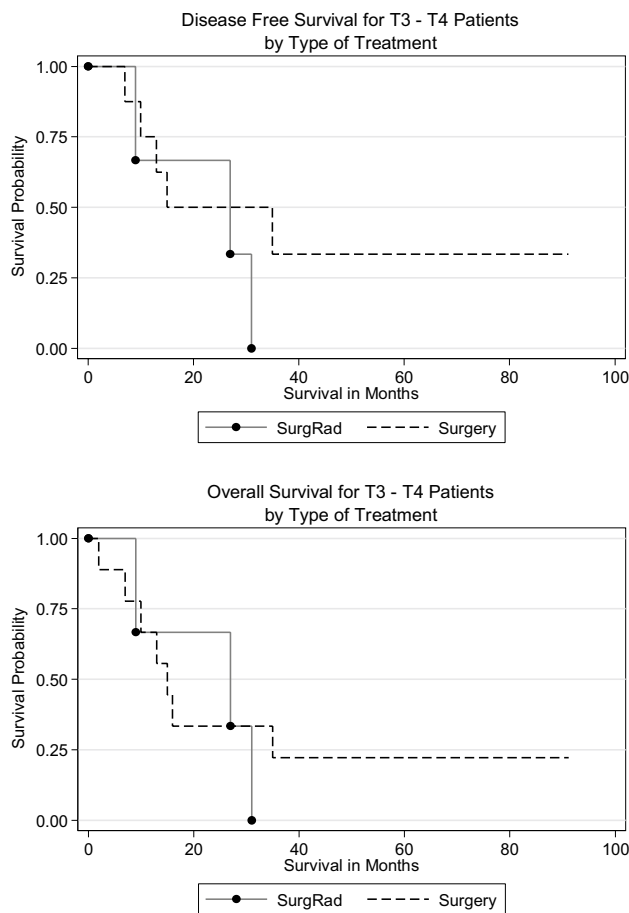 Disease Free Survival for T3 - T4 Patients
by Type of Treatment
Survival Probability
1.00
0.75
0.50
0.25
0.00
0 20 40 60 80 100
Survival in Months
SurgRad Surgery
Overall Survival for T3 - T4 Patients
by Type of Treatment
Survival Probability
1.00
0.75
0.50
0.25
0.00
0 20 40 60 80 100
Survival in Months
SurgRad Surgery